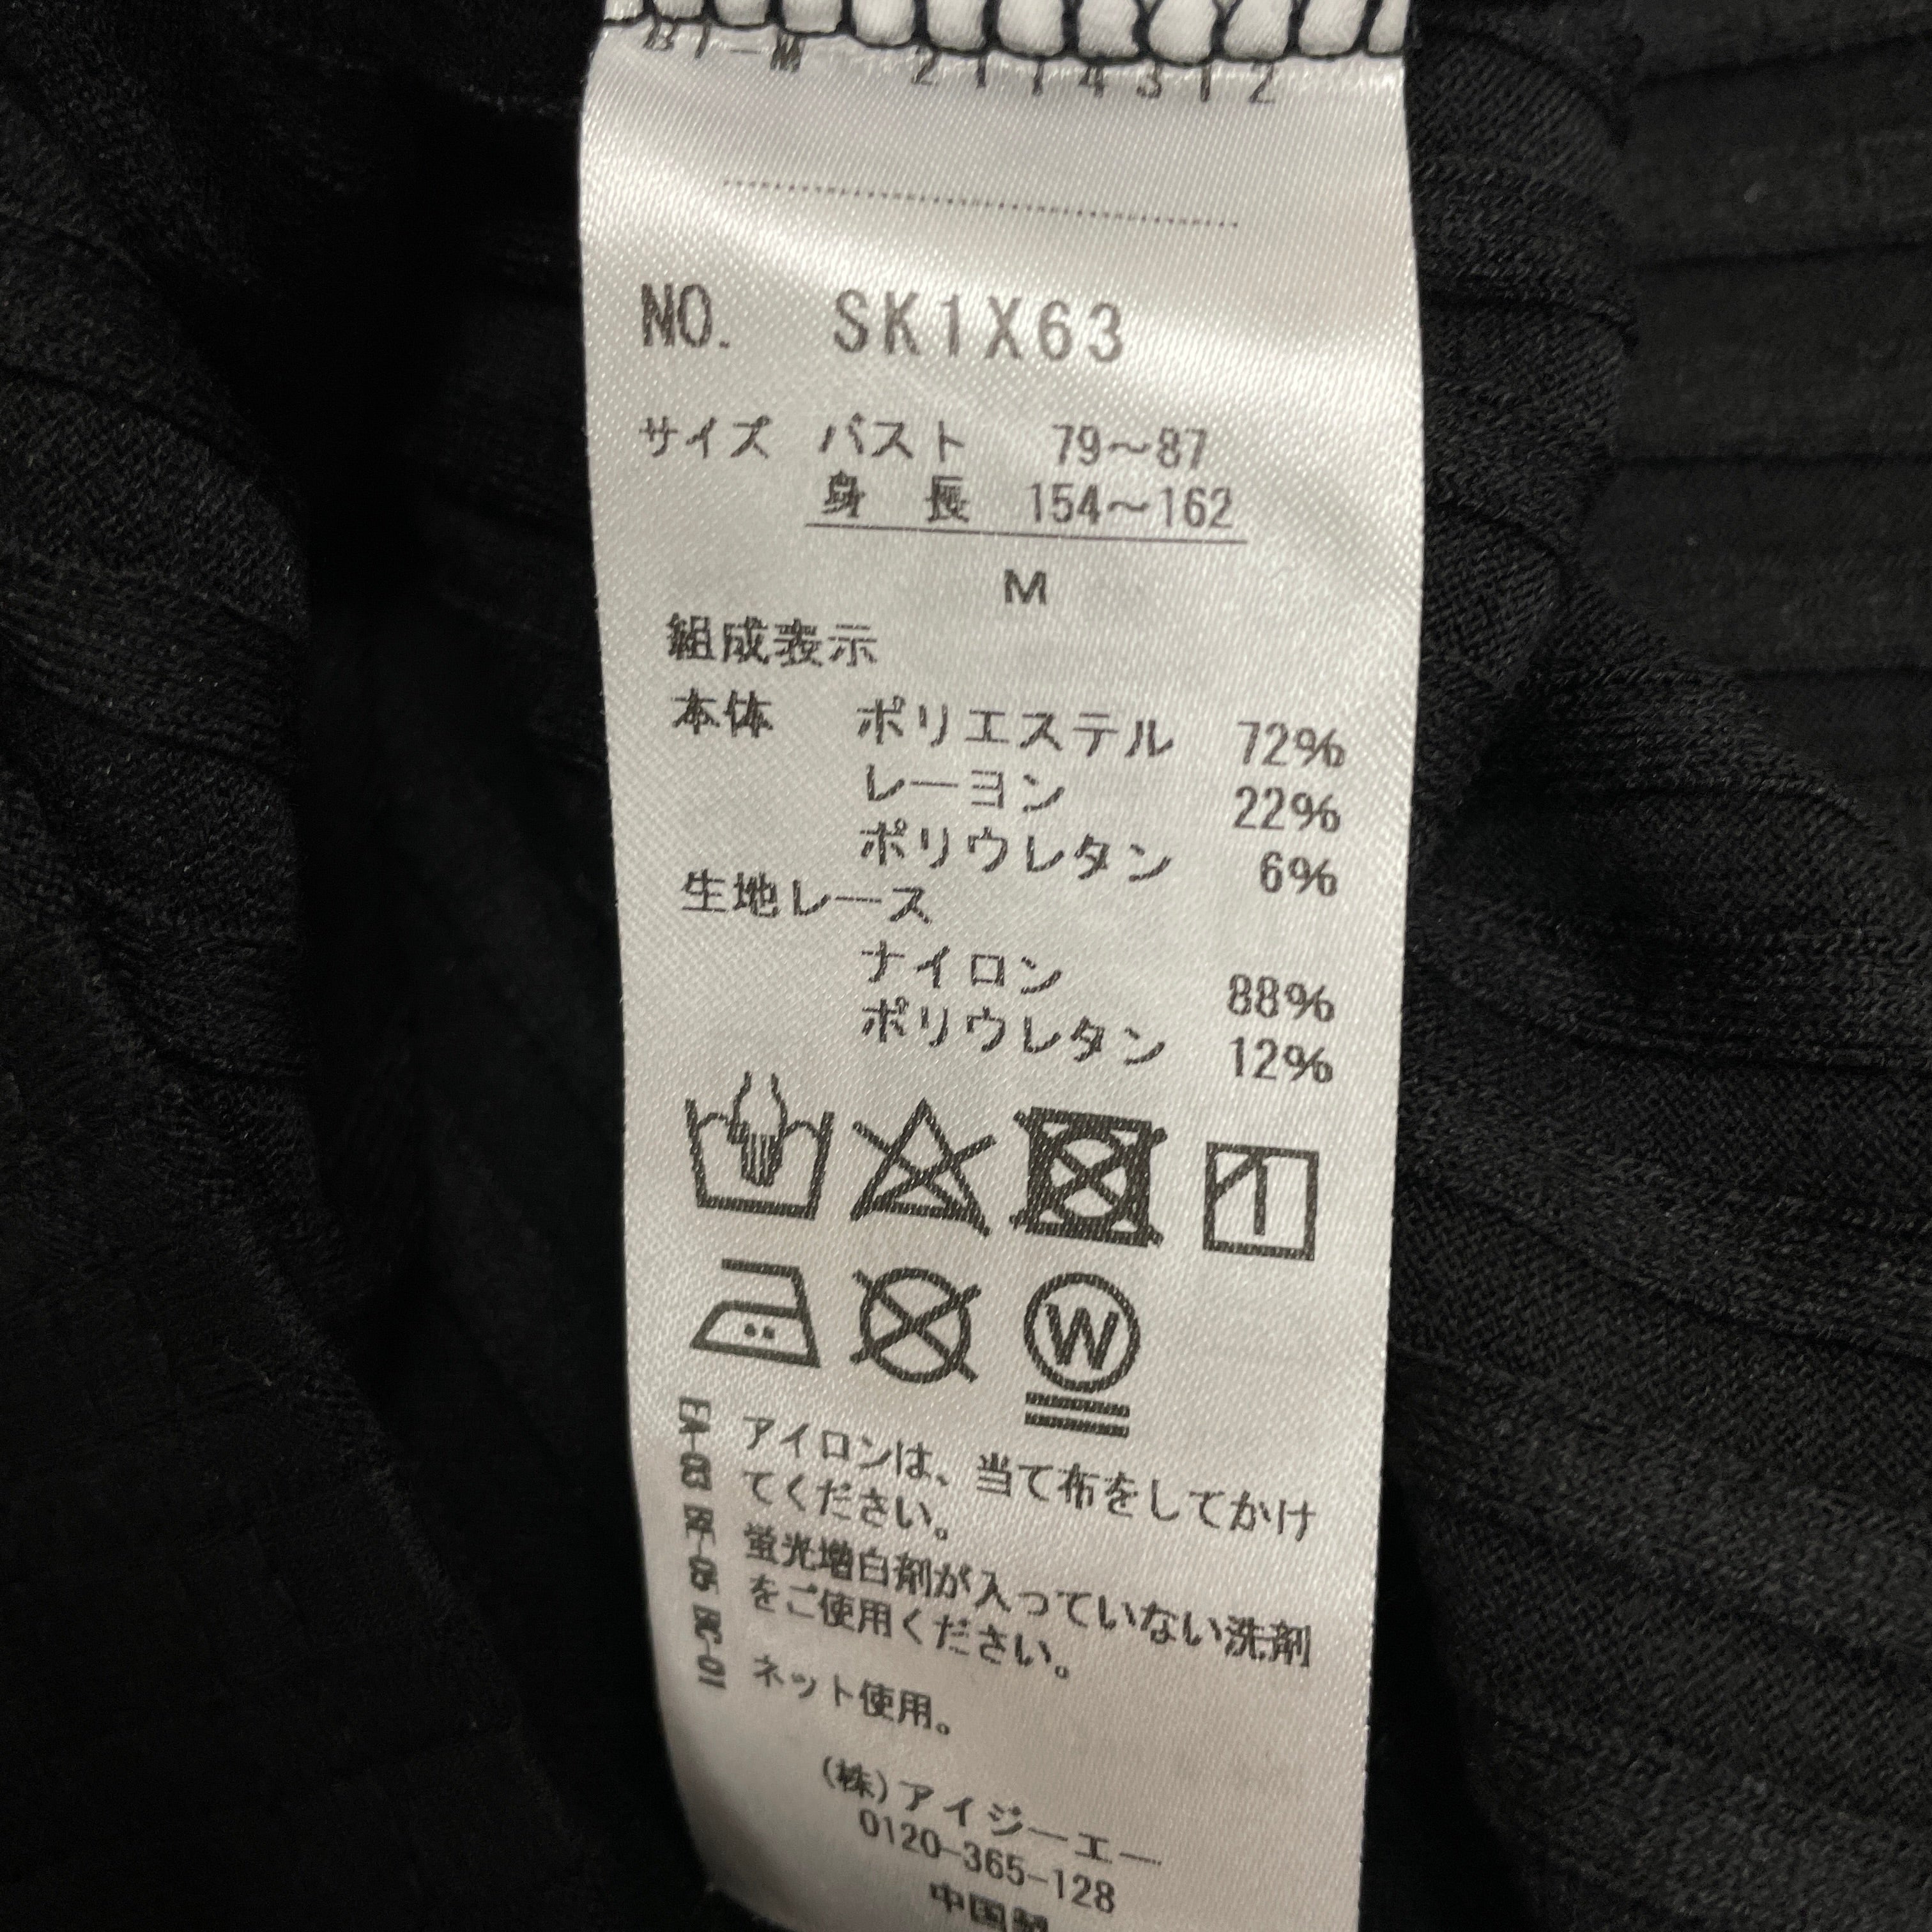 2114312
NO. SK1X63
サイズ バスト 79～87
身 長 154～162
M
組成表示
本体 ポリエステル 72%
レーヨン 22%
ポリウレタン 6%
生地レース
ナイロン 88%
ポリウレタン 12%
W
アイロンは、当て布をしてかけ
てください。
蛍光増白剤が入っていない洗剤
をご使用ください。
ネット使用。
(株)アイジーエー
0120-365-128
中国製